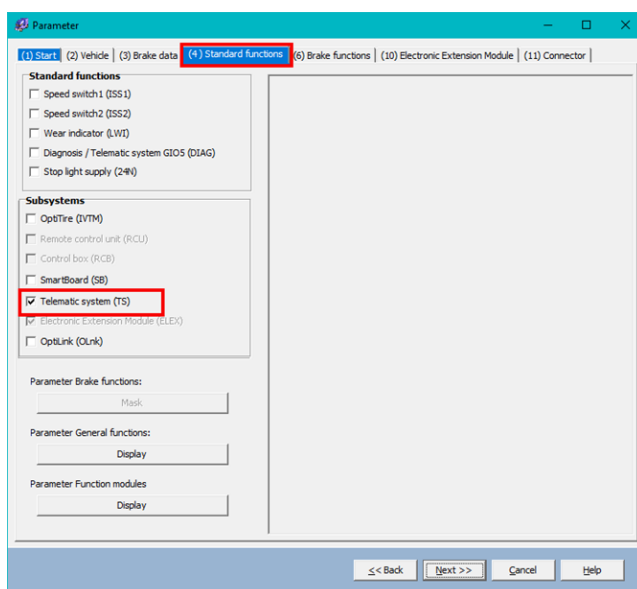 Parameter
(1) Start (2) Vehicle (3) Brake data (4) Standard functions (6) Brake functions (10) Electronic Extension Module (11) Connector
Standard functions
Speed switch1 (ISS1)
Speed switch2 (ISS2)
Wear indicator (LWI)
Diagnosis / Telematic system GIO5 (DIAG)
Stop light supply (24N)
Subsystems
OptiTire (IVTM)
Remote control unit (RCU)
Control box (RCB)
SmartBoard (SB)
Telematic system (TS)
Electronic Extension Module (ELEX)
OptiLink (OLnk)
Parameter Brake functions:
Mask
Parameter General functions:
Display
Parameter Function modules
Display
<< Back Next >> Cancel Help